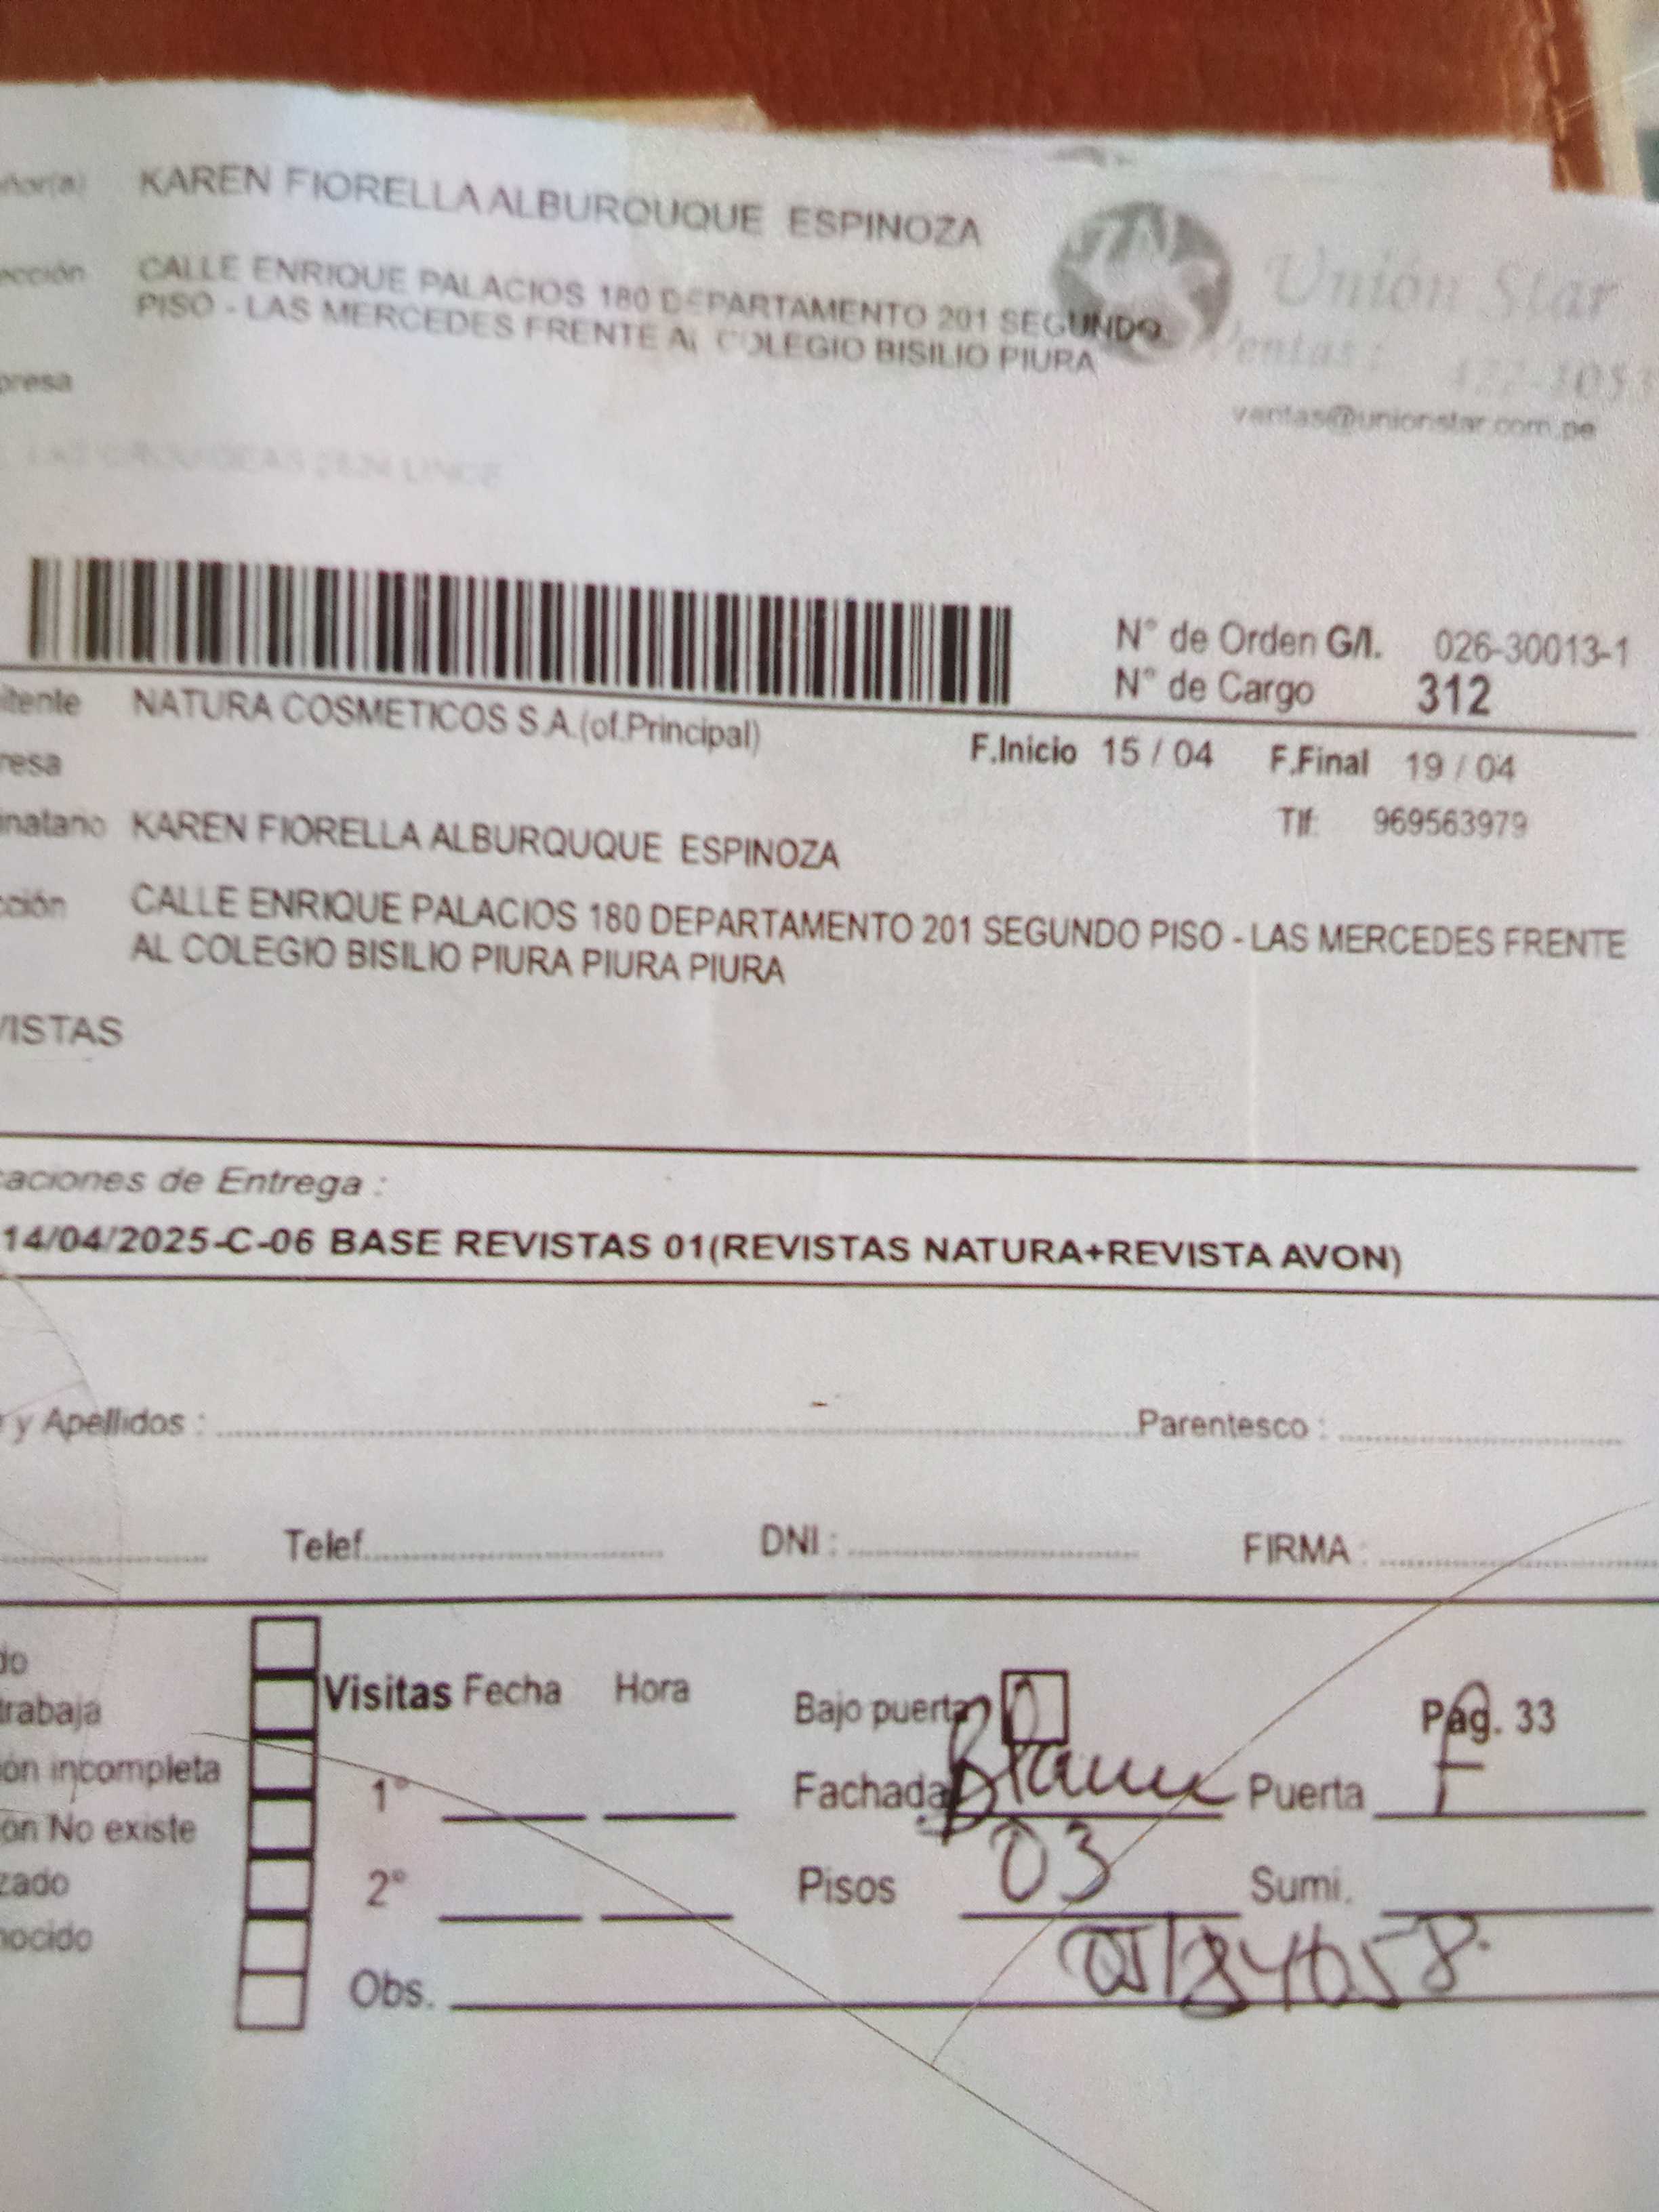 ñor(a) KAREN FIORELLA ALBURQUQUE ESPINOZA
ección CALLE ENRIQUE PALACIOS 180 DEPARTAMENTO 201 SEGUNDO
PISO - LAS MERCEDES FRENTE AL COLEGIO BISILIO PIURA
Unión Star
Ventas :
ventas@unionstar.com.pe
presa
N° de Orden G/I. 026-30013-1
N° de Cargo 312
itente NATURA COSMETICOS S.A.(of.Principal)
F.Inicio 15 / 04 F.Final 19 / 04
resa
Tlf: 969563979
inatario KAREN FIORELLA ALBURQUQUE ESPINOZA
cción CALLE ENRIQUE PALACIOS 180 DEPARTAMENTO 201 SEGUNDO PISO - LAS MERCEDES FRENTE
AL COLEGIO BISILIO PIURA PIURA PIURA
VISTAS
caciones de Entrega :
14/04/2025-C-06 BASE REVISTAS 01(REVISTAS NATURA+REVISTA AVON)
y Apellidos : Parentesco :
Telef. DNI : FIRMA :
do
trabaja
ón incompleta
ón No existe
zado
nocido
Visitas Fecha Hora
1°
2°
Obs.
Bajo puerta Pág. 33
Fachada Puerta F
Pisos 03 Sumi.